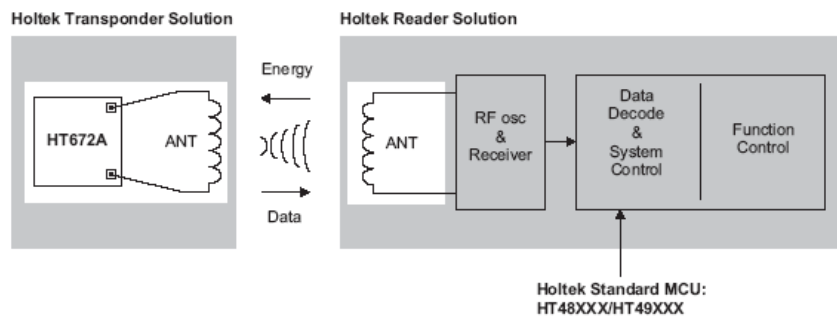 Holtek Transponder Solution
Holtek Reader Solution
HT672A
ANT
Energy
Data
ANT
RF osc
&
Receiver
Data
Decode
&
System
Control
Function
Control
Holtek Standard MCU:
HT48XXX/HT49XXX